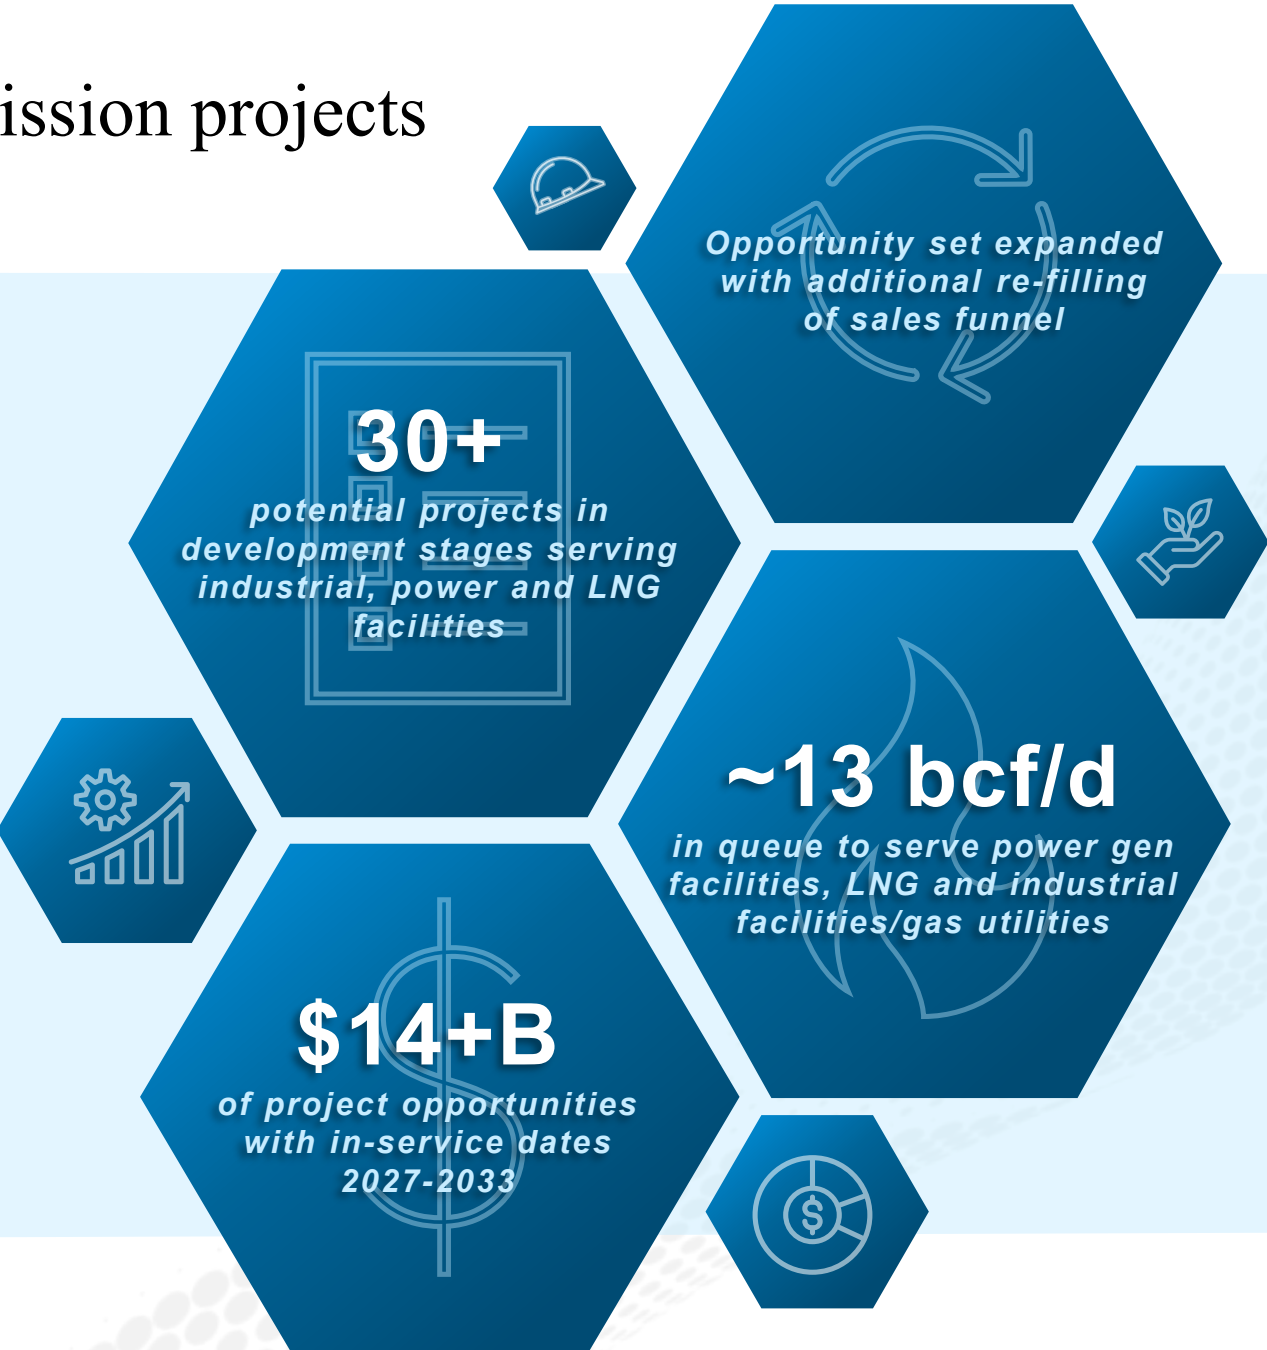 ission projects
Opportunity set expanded
with additional re-filling
of sales funnel
30+
potential projects in
development stages serving
industrial, power and LNG
facilities
~13 bcf/d
in queue to serve power gen
facilities, LNG and industrial
facilities/gas utilities
$14+B
of project opportunities
with in-service dates
2027-2033
$